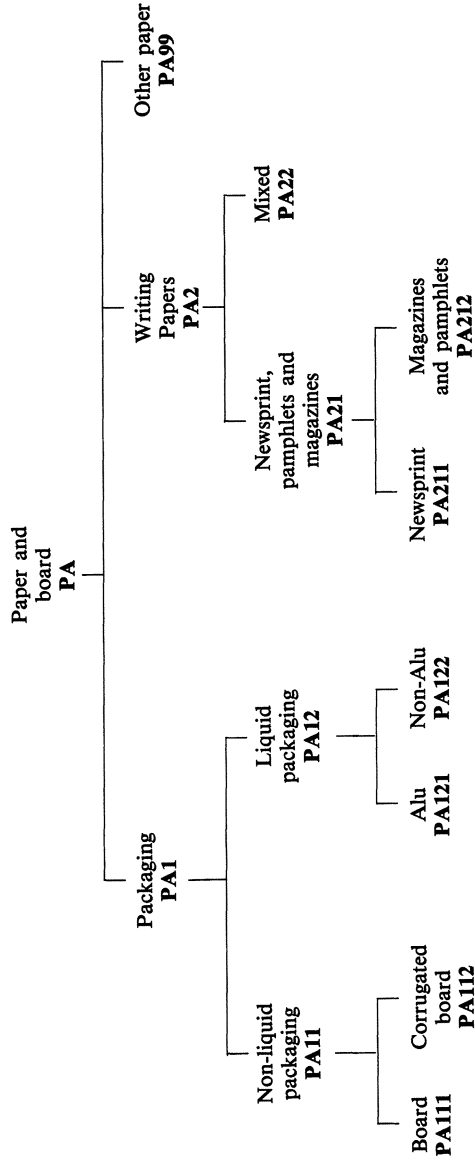 Paper and
board
PA
Packaging
PA1
Writing
Papers
PA2
Other paper
PA99
Non-liquid
packaging
PA11
Liquid
packaging
PA12
Newsprint,
pamphlets and
magazines
PA21
Mixed
PA22
Board
PA111
Corrugated
board
PA112
Alu
PA121
Non-Alu
PA122
Newsprint
PA211
Magazines
and pamphlets
PA212